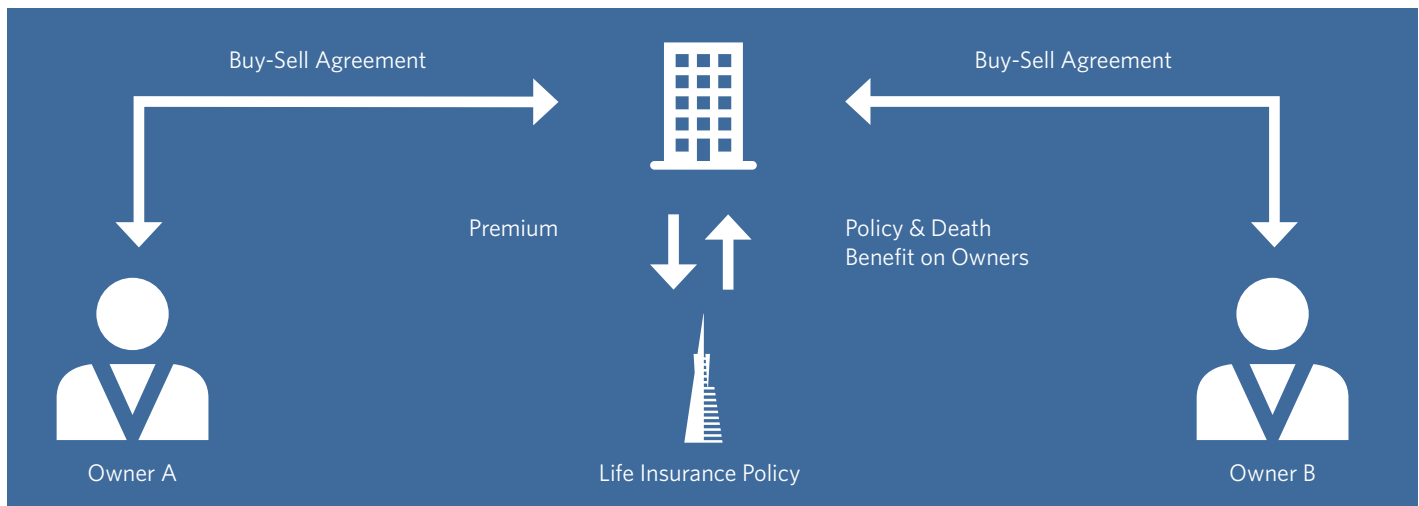 Buy-Sell Agreement
Buy-Sell Agreement
Premium
Policy & Death
Benefit on Owners
Owner A
Life Insurance Policy
Owner B